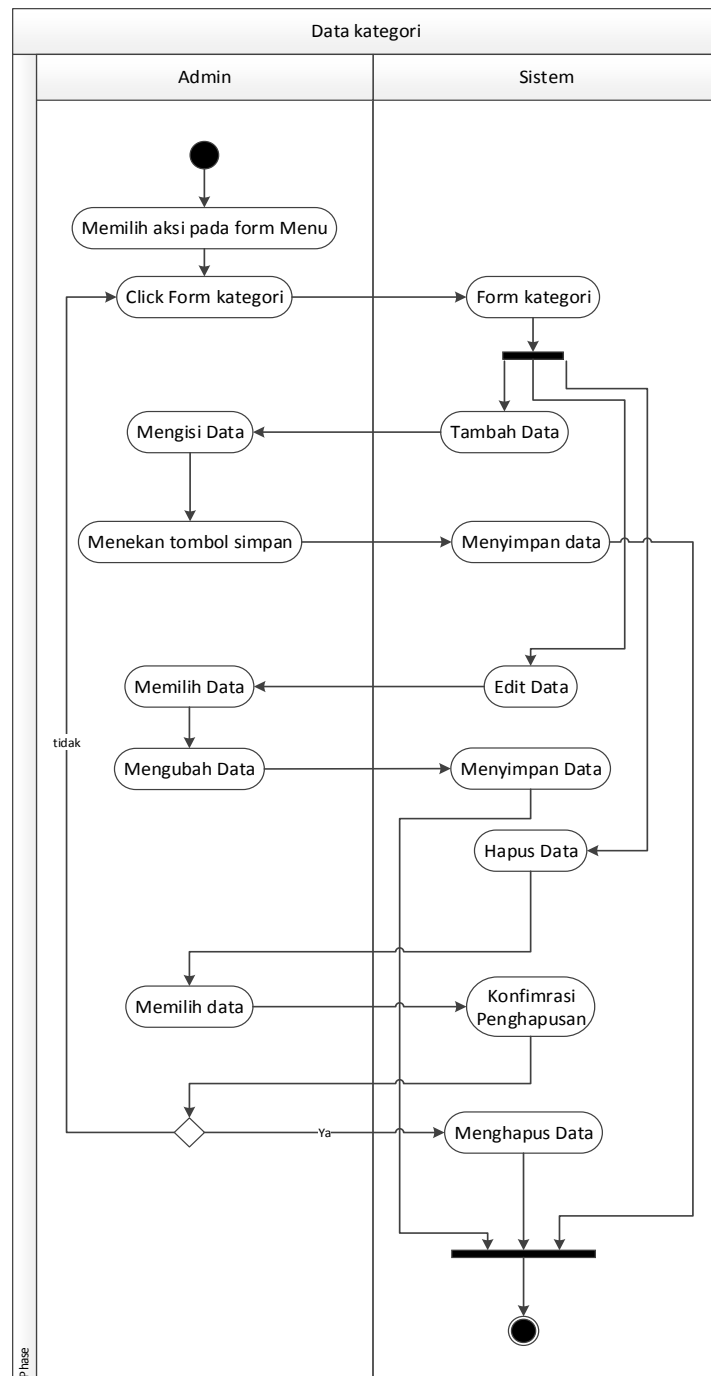 Data kategori
Admin
Sistem
Memilih aksi pada form Menu
Click Form kategori
Form kategori
Mengisi Data
Tambah Data
Menekan tombol simpan
Menyimpan data
Memilih Data
Edit Data
tidak
Mengubah Data
Menyimpan Data
Hapus Data
Memilih data
Konfimrasi
Penghapusan
Ya
Menghapus Data
Phase